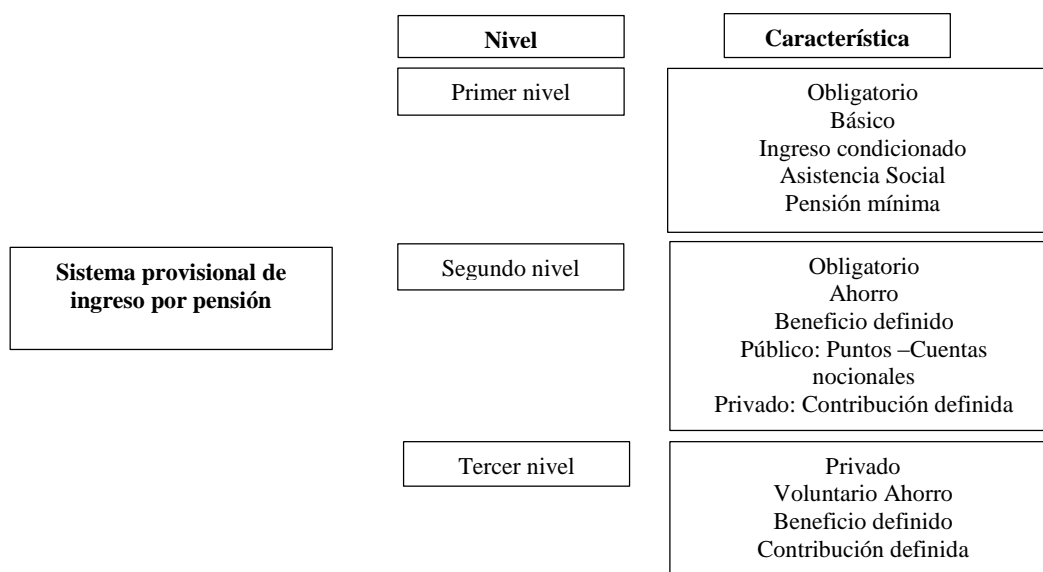 Nivel
Característica
Primer nivel
Obligatorio
Básico
Ingreso condicionado
Asistencia Social
Pensión mínima
Sistema provisional de
ingreso por pensión
Segundo nivel
Obligatorio
Ahorro
Beneficio definido
Público: Puntos –Cuentas
nocionales
Privado: Contribución definida
Tercer nivel
Privado
Voluntario Ahorro
Beneficio definido
Contribución definida